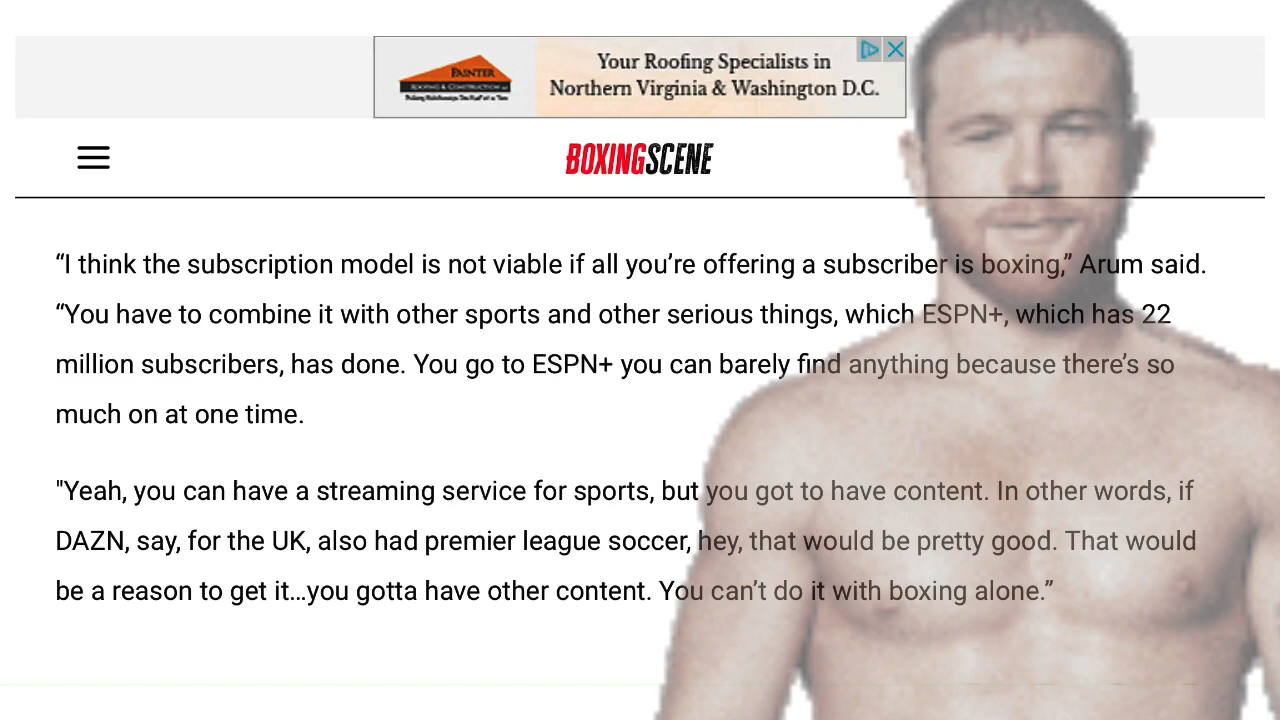 Your Roofing Specialists in
Northern Virginia & Washington D.C.
PAINTER
ROOFING & CONSTRUCTION
BOXINGSCENE
“I think the subscription model is not viable if all you’re offering a subscriber is boxing,” Arum said.
“You have to combine it with other sports and other serious things, which ESPN+, which has 22
million subscribers, has done. You go to ESPN+ you can barely find anything because there’s so
much on at one time.
"Yeah, you can have a streaming service for sports, but you got to have content. In other words, if
DAZN, say, for the UK, also had premier league soccer, hey, that would be pretty good. That would
be a reason to get it…you gotta have other content. You can’t do it with boxing alone.”